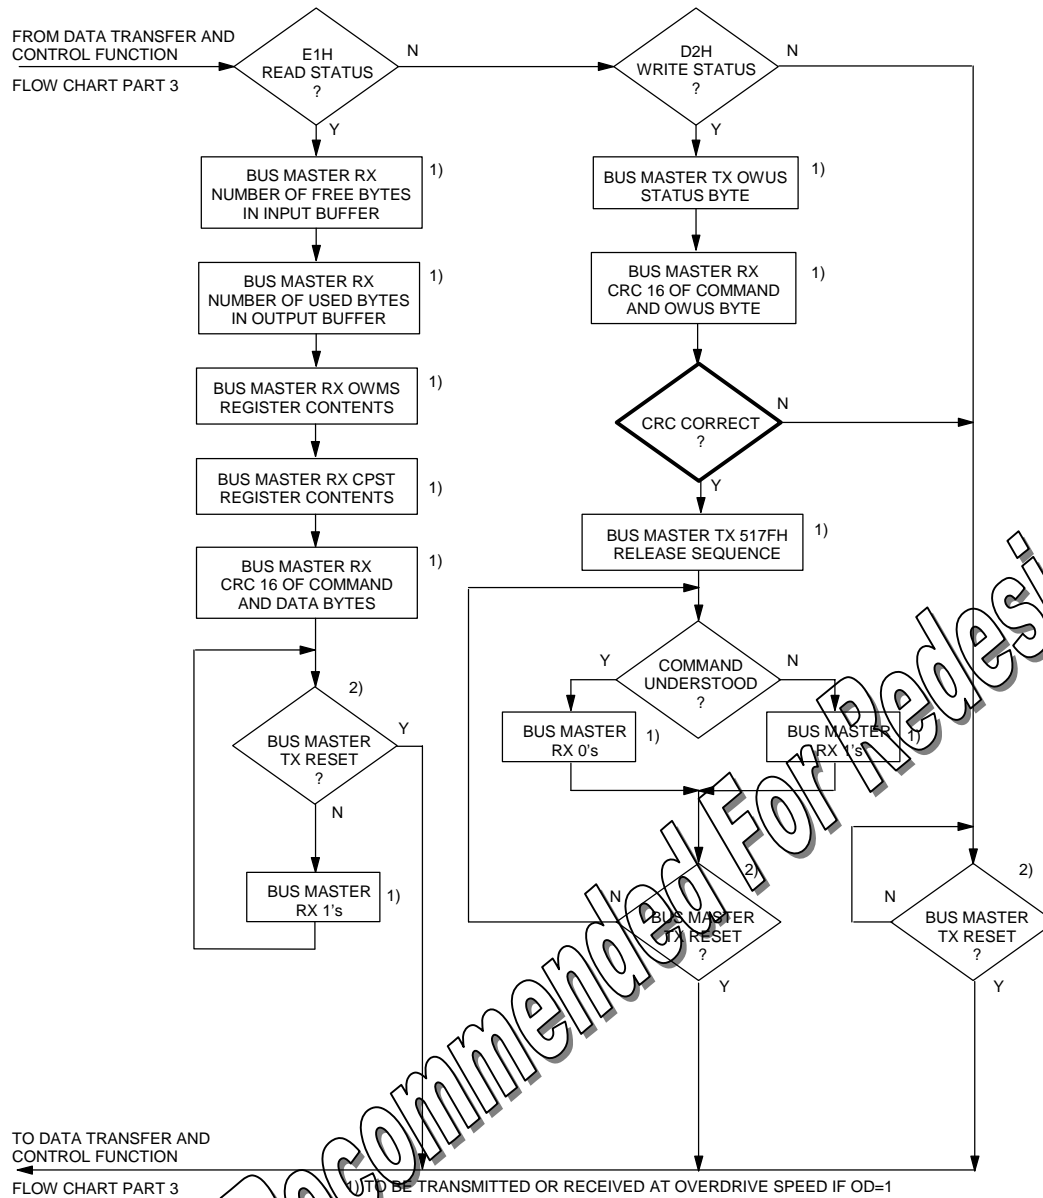 FROM DATA TRANSFER AND
CONTROL FUNCTION
FLOW CHART PART 3
E1H
READ STATUS
?
N
Y
D2H
WRITE STATUS
?
N
Y
BUS MASTER RX
NUMBER OF FREE BYTES
IN INPUT BUFFER
1)
BUS MASTER RX
NUMBER OF USED BYTES
IN OUTPUT BUFFER
1)
BUS MASTER RX OWMS
REGISTER CONTENTS
1)
BUS MASTER RX CPST
REGISTER CONTENTS
1)
BUS MASTER RX
CRC 16 OF COMMAND
AND DATA BYTES
1)
2)
BUS MASTER
TX RESET
?
Y
N
BUS MASTER
RX 1's
1)
BUS MASTER TX OWUS
STATUS BYTE
1)
BUS MASTER RX
CRC 16 OF COMMAND
AND OWUS BYTE
1)
CRC CORRECT
?
N
Y
BUS MASTER TX 517FH
RELEASE SEQUENCE
1)
COMMAND
UNDERSTOOD
?
Y
N
BUS MASTER
RX 0's
1)
BUS MASTER
RX 1's
1)
2)
BUS MASTER
TX RESET
?
N
Y
2)
BUS MASTER
TX RESET
?
N
Y
TO DATA TRANSFER AND
CONTROL FUNCTION
FLOW CHART PART 3
1) TO BE TRANSMITTED OR RECEIVED AT OVERDRIVE SPEED IF OD=1
Recommended For Redesi